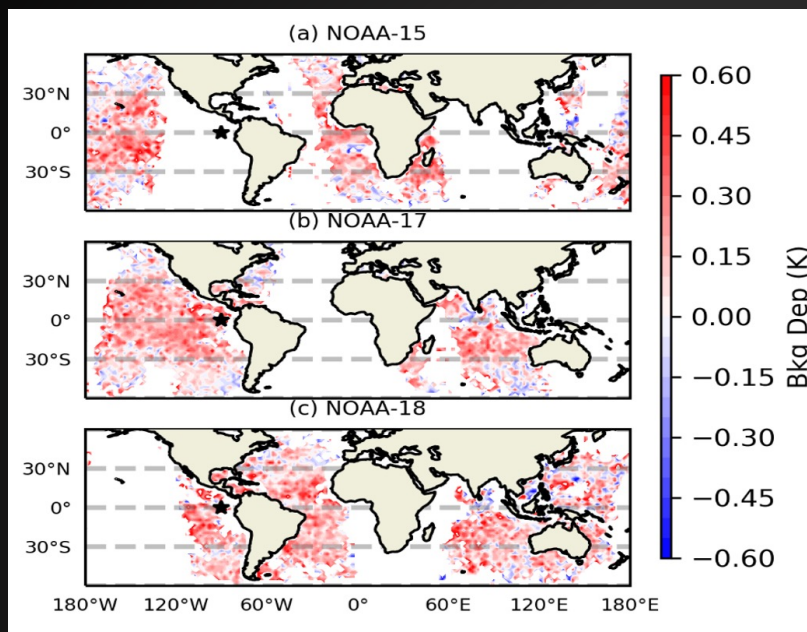 (a) NOAA-15
30°N
0°
30°S
(b) NOAA-17
30°N
0°
30°S
(c) NOAA-18
30°N
0°
30°S
180°W 120°W 60°W 0° 60°E 120°E 180°E
0.60
0.45
0.30
0.15
0.00
−0.15
−0.30
−0.45
−0.60
Bkg Dep (K)